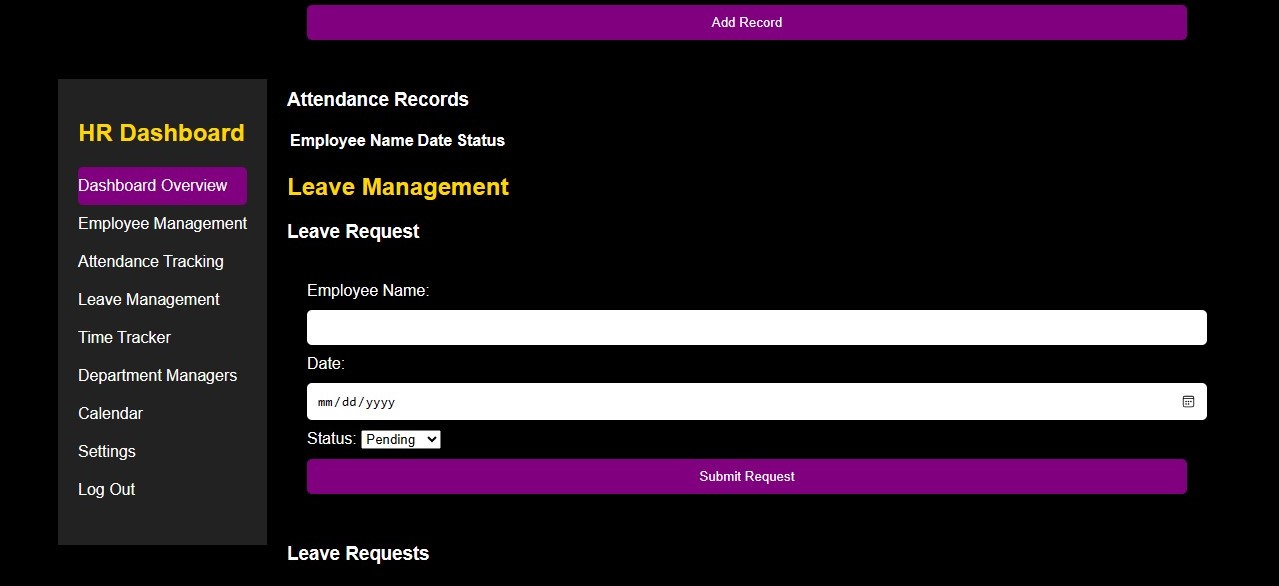 Add Record
HR Dashboard
Dashboard Overview
Employee Management
Attendance Tracking
Leave Management
Time Tracker
Department Managers
Calendar
Settings
Log Out
Attendance Records
Employee Name Date Status
Leave Management
Leave Request
Employee Name:
Date:
mm/dd/yyyy
Status: Pending
Submit Request
Leave Requests